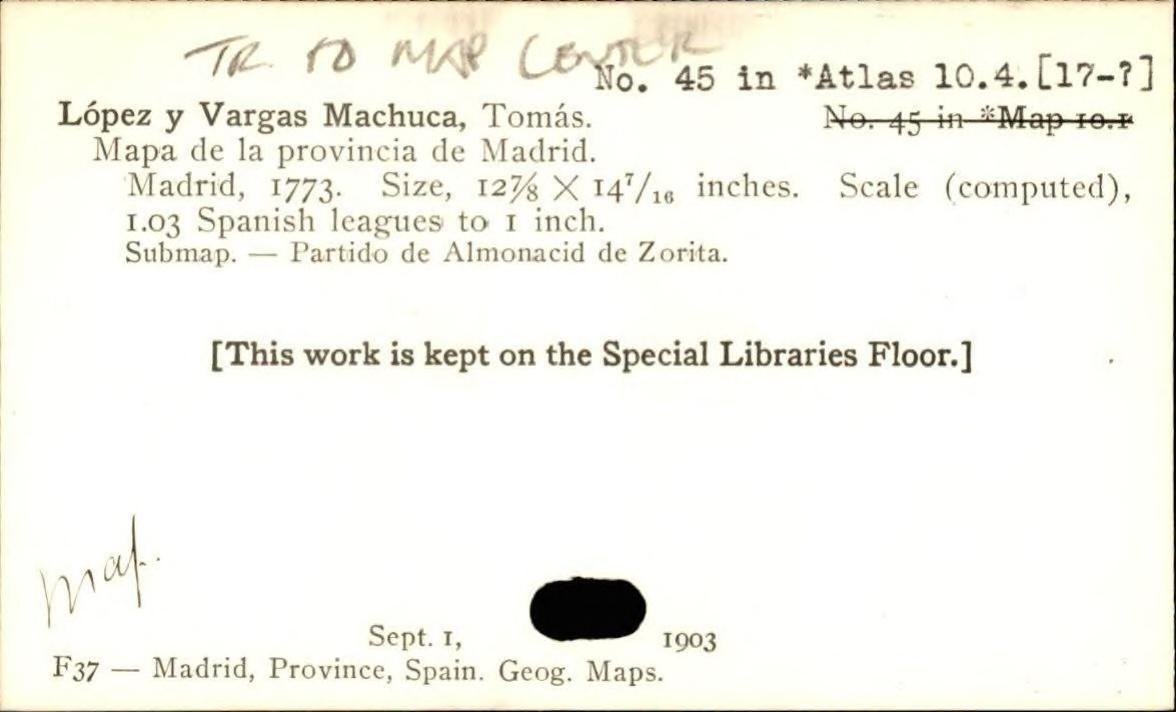 TR TO MAP CENTER
No. 45 in *Atlas 10.4.[17-?]
López y Vargas Machuca, Tomás. No. 45 in *Map 10.1
Mapa de la provincia de Madrid.
Madrid, 1773. Size, 12⅞ × 14⁷/₁₆ inches. Scale (computed),
1.03 Spanish leagues to 1 inch.
Submap. — Partido de Almonacid de Zorita.
[This work is kept on the Special Libraries Floor.]
Map.
Sept. 1, 1903
F37 — Madrid, Province, Spain. Geog. Maps.